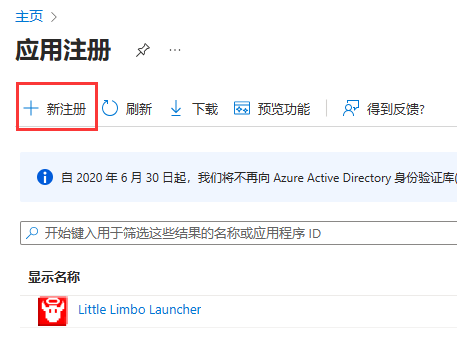 主页
应用注册
新注册 刷新 下载 预览功能 得到反馈?
自 2020 年 6 月 30 日起，我们将不再向 Azure Active Directory 身份验证库(
开始键入用于筛选这些结果的名称或应用程序 ID
显示名称
Little Limbo Launcher